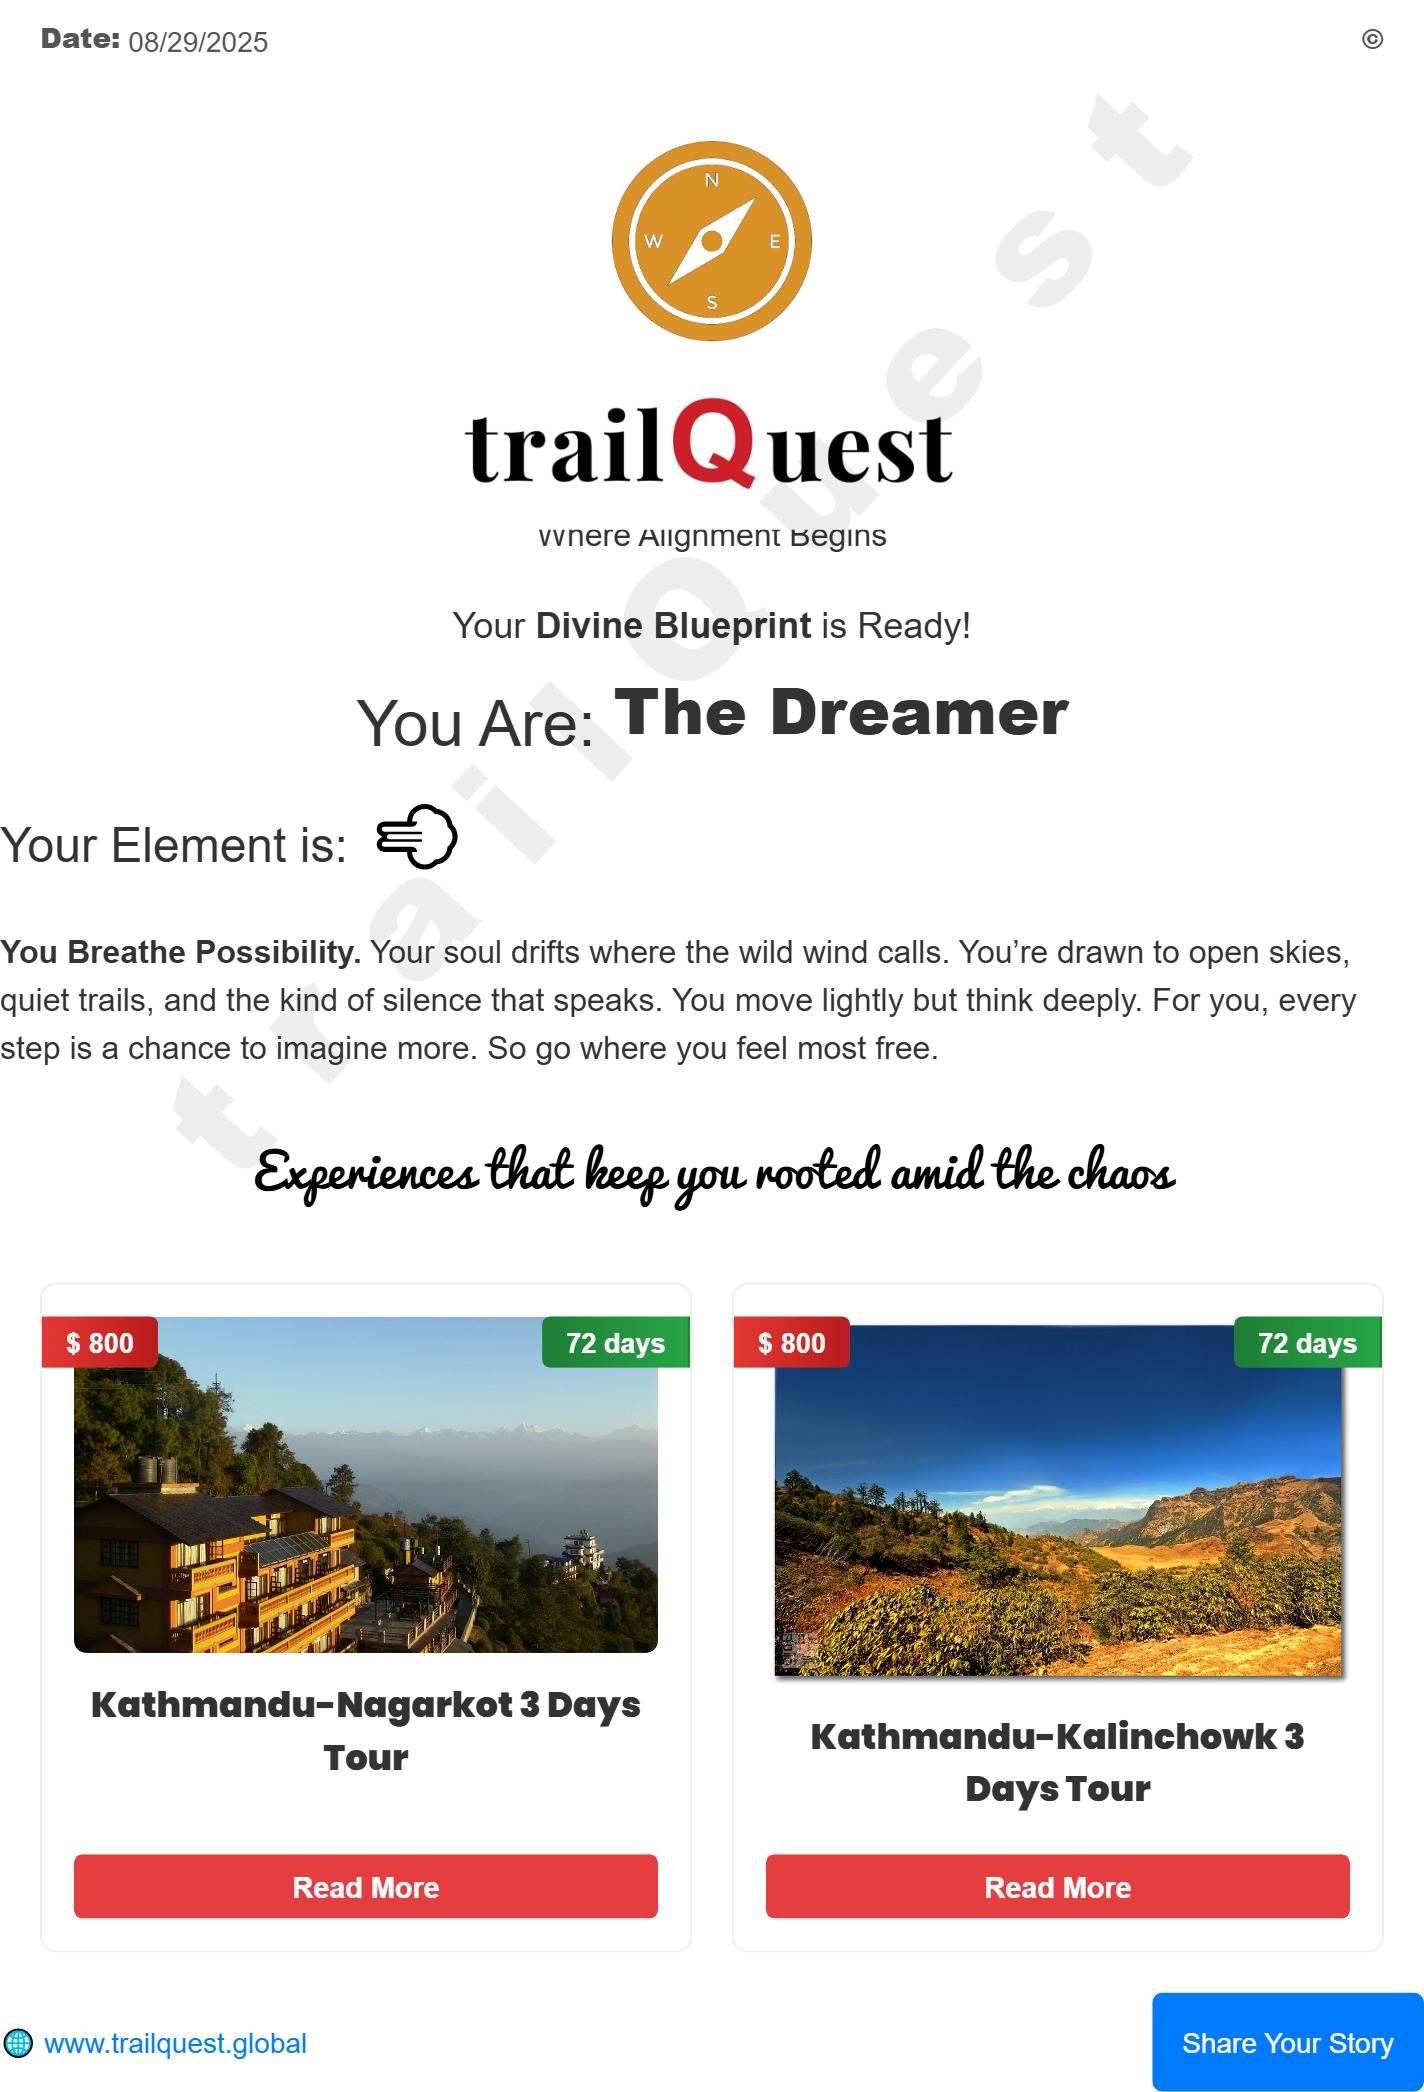 Date: 08/29/2025 ©
N
W E
S
trailQuest
Where Alignment Begins
Your Divine Blueprint is Ready!
You Are: The Dreamer
Your Element is:
You Breathe Possibility. Your soul drifts where the wild wind calls. You’re drawn to open skies,
quiet trails, and the kind of silence that speaks. You move lightly but think deeply. For you, every
step is a chance to imagine more. So go where you feel most free.
trailQuest
Experiences that keep you rooted amid the chaos
$ 800 72 days
Kathmandu-Nagarkot 3 Days
Tour
Read More
$ 800 72 days
Kathmandu-Kalinchowk 3
Days Tour
Read More
www.trailquest.global
Share Your Story